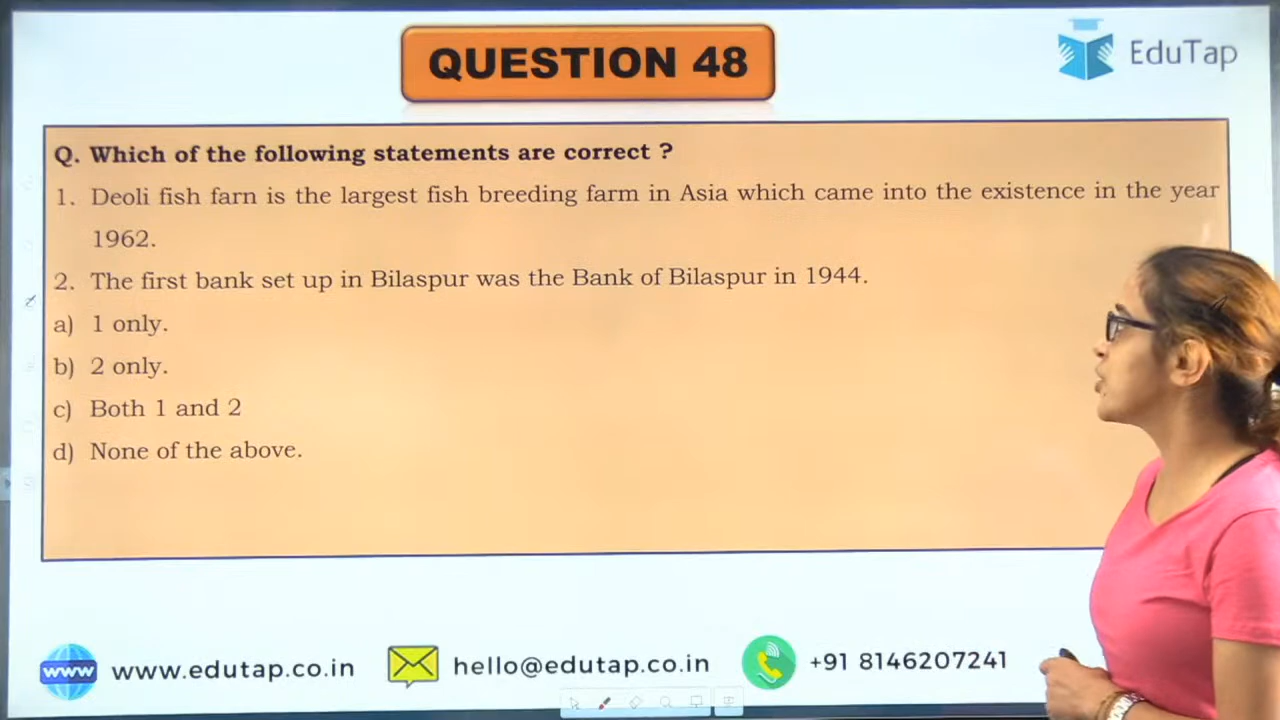 QUESTION 48
EduTap
Q. Which of the following statements are correct ?
1. Deoli fish farn is the largest fish breeding farm in Asia which came into the existence in the year
1962.
2. The first bank set up in Bilaspur was the Bank of Bilaspur in 1944.
a) 1 only.
b) 2 only.
c) Both 1 and 2
d) None of the above.
www www.edutap.co.in hello@edutap.co.in +91 8146207241